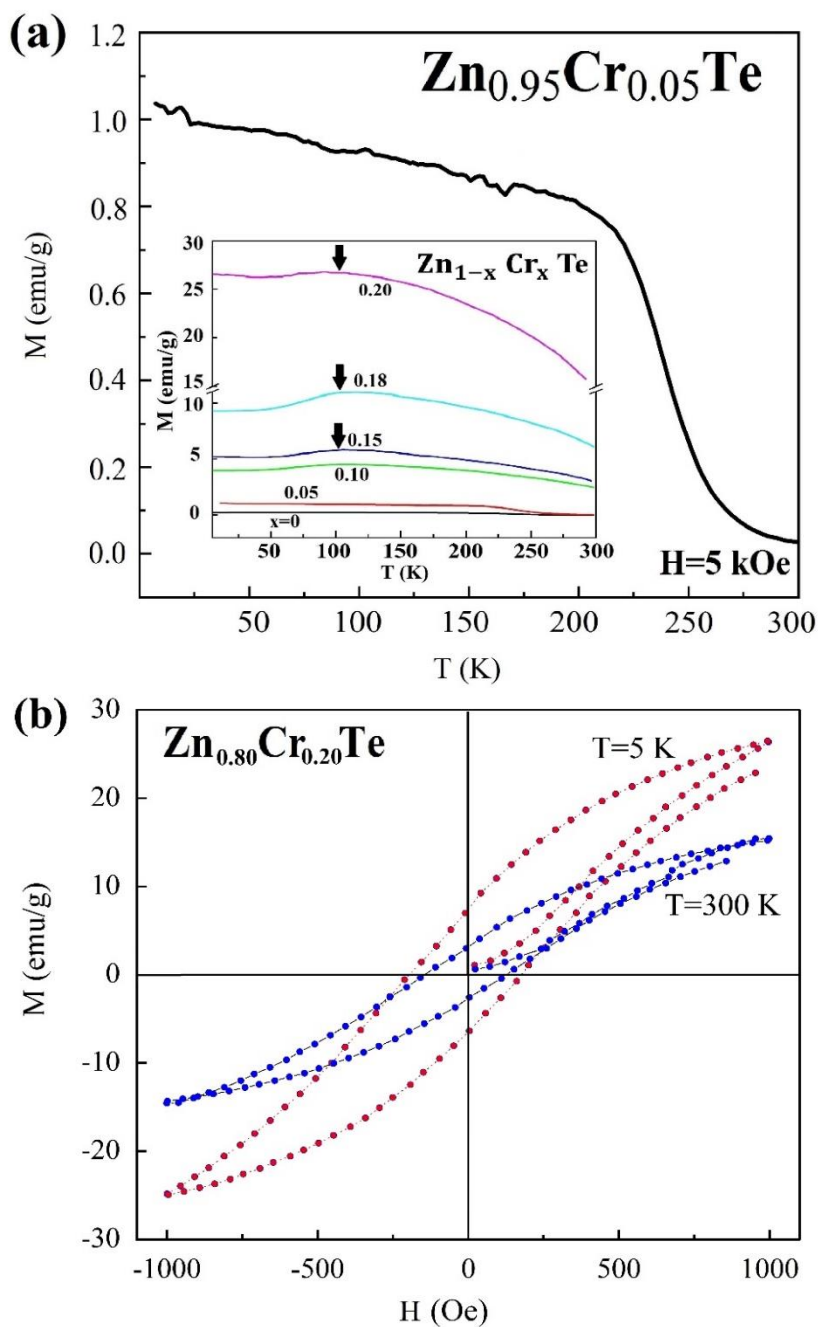 (a)
Zn0.95Cr0.05Te
1.2
1.0
0.8
0.6
0.4
0.2
0.0
M (emu/g)
50
100
150
200
250
300
T (K)
H=5 kOe
Zn1−x Crx Te
30
25
20
15
10
5
0
M (emu/g)
0.20
0.18
0.15
0.10
0.05
x=0
50
100
150
200
250
300
T (K)
(b)
Zn0.80Cr0.20Te
T=5 K
T=300 K
30
20
10
0
-10
-20
-30
M (emu/g)
-1000
-500
0
500
1000
H (Oe)